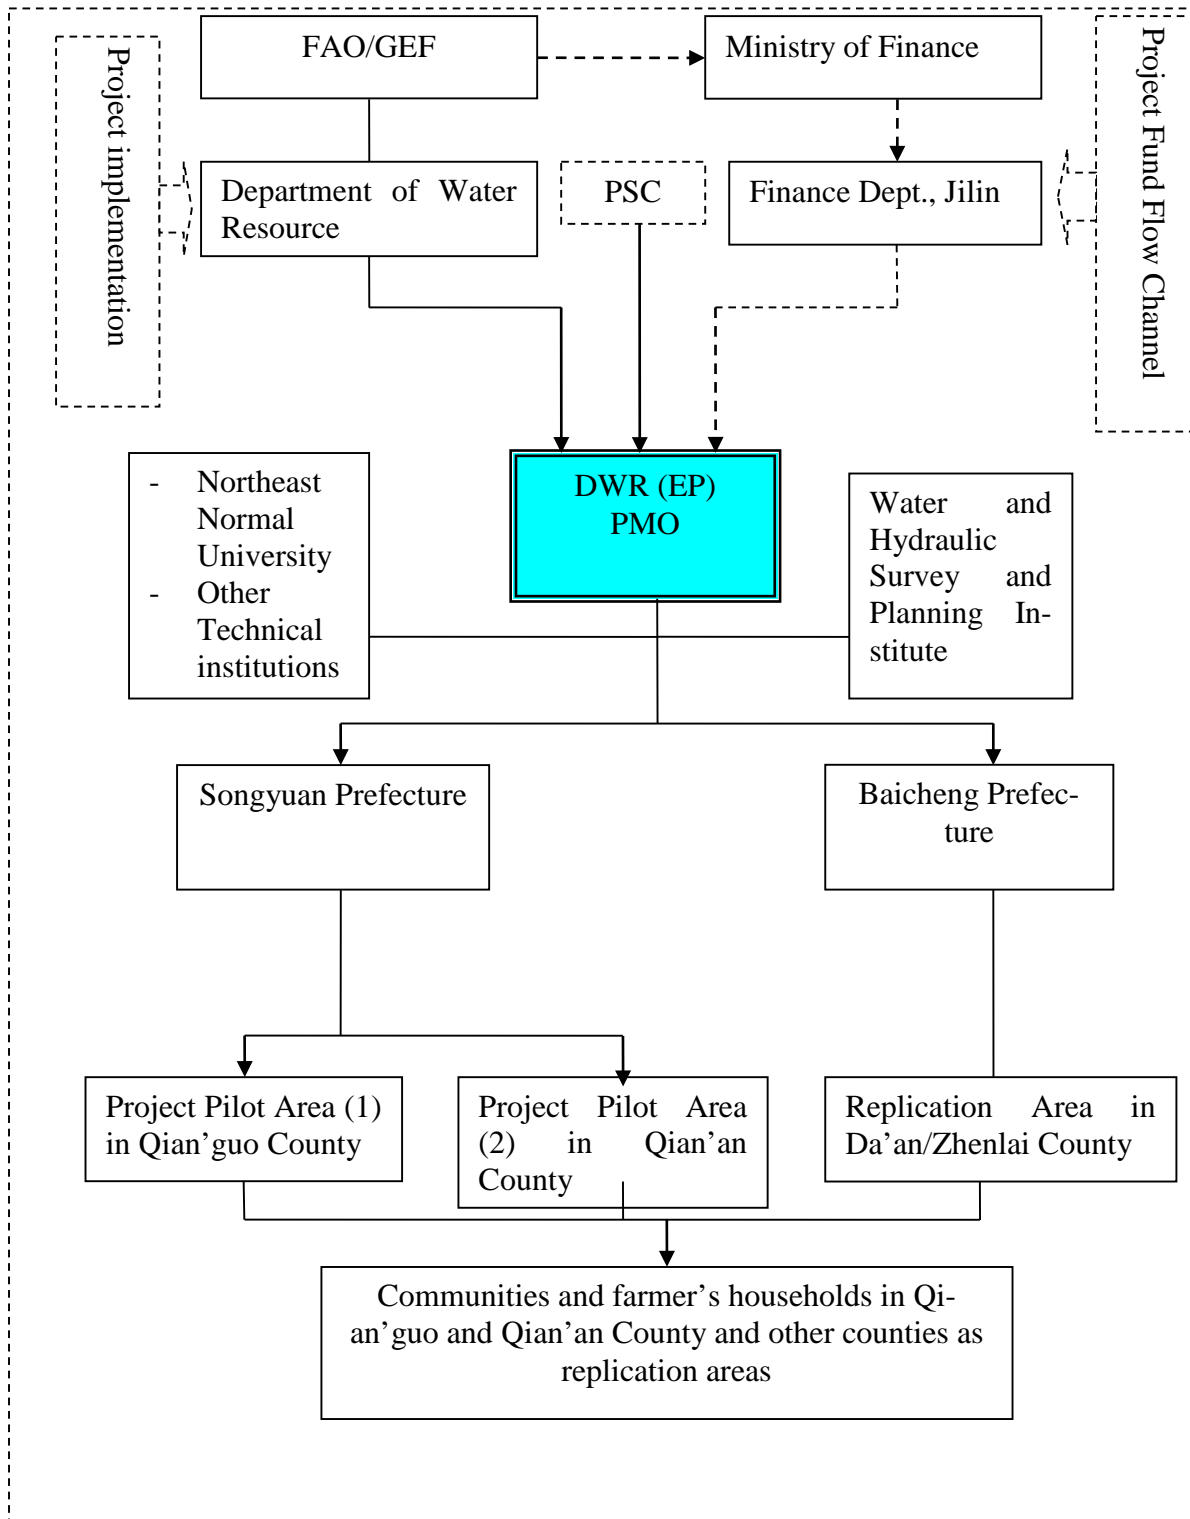 FAO/GEF
Ministry of Finance
Project implementation
Project Fund Flow Channel
Department of Water
Resource
PSC
Finance Dept., Jilin
- Northeast
Normal
University
- Other
Technical
institutions
DWR (EP)
PMO
Water and
Hydraulic
Survey and
Planning In-
stitute
Songyuan Prefecture
Baicheng Prefec-
ture
Project Pilot Area (1)
in Qian’guo County
Project Pilot Area
(2) in Qian’an
County
Replication Area in
Da’an/Zhenlai County
Communities and farmer’s households in Qi-
an’guo and Qian’an County and other counties as
replication areas